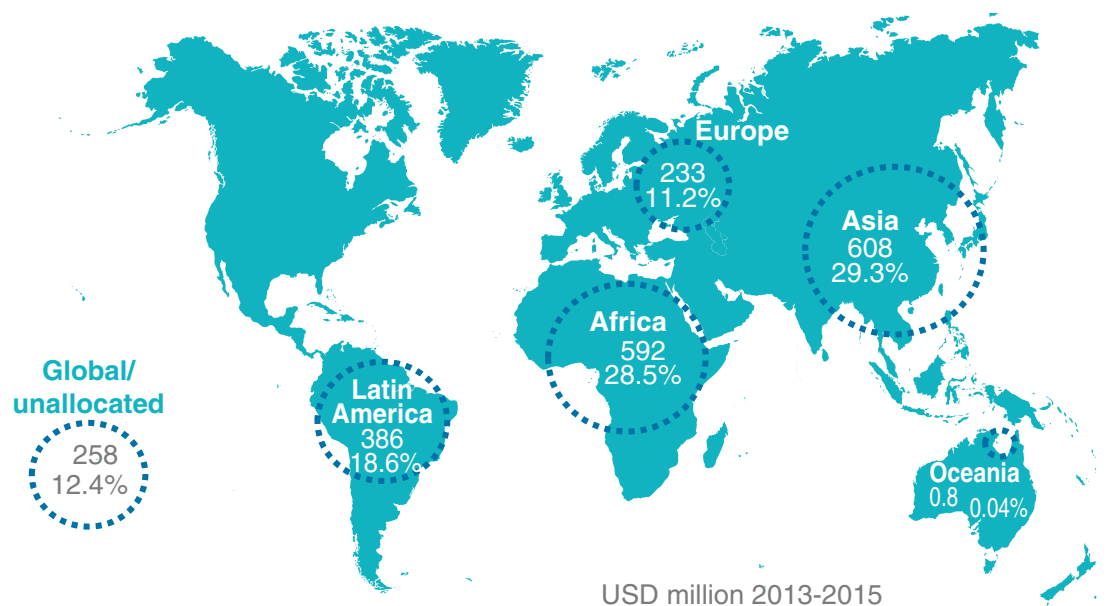 Europe
233
11.2%
Asia
608
29.3%
Africa
592
28.5%
Latin
America
386
18.6%
Global/
unallocated
258
12.4%
Oceania
0.8 0.04%
USD million 2013-2015